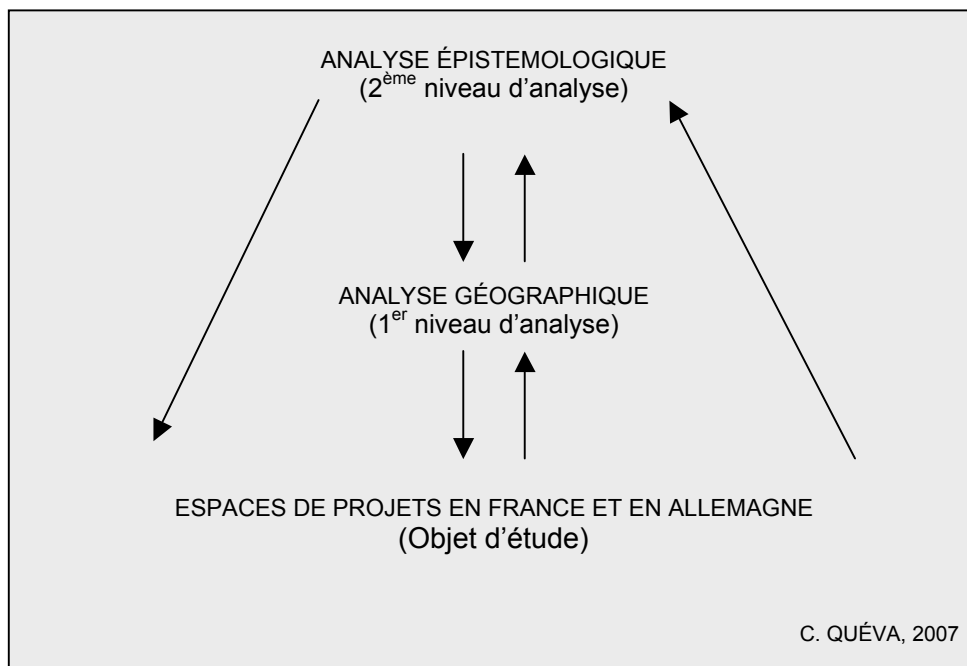 ANALYSE ÉPISTEMOLOGIQUE
(2ème niveau d’analyse)
ANALYSE GÉOGRAPHIQUE
(1er niveau d’analyse)
ESPACES DE PROJETS EN FRANCE ET EN ALLEMAGNE
(Objet d’étude)
C. QUÉVA, 2007